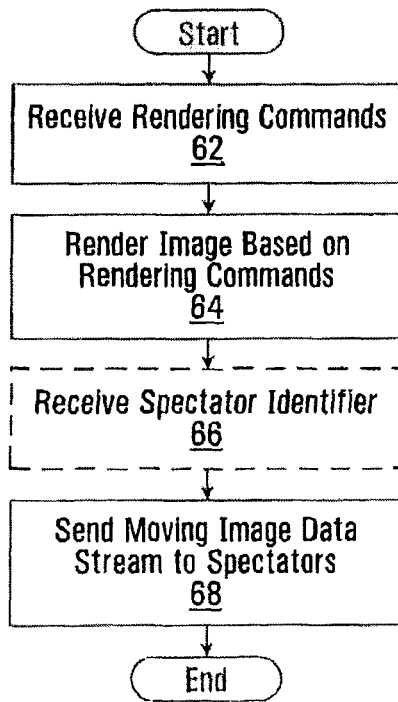 Start
Receive Rendering Commands
62
Render Image Based on
Rendering Commands
64
Receive Spectator Identifier
66
Send Moving Image Data
Stream to Spectators
68
End